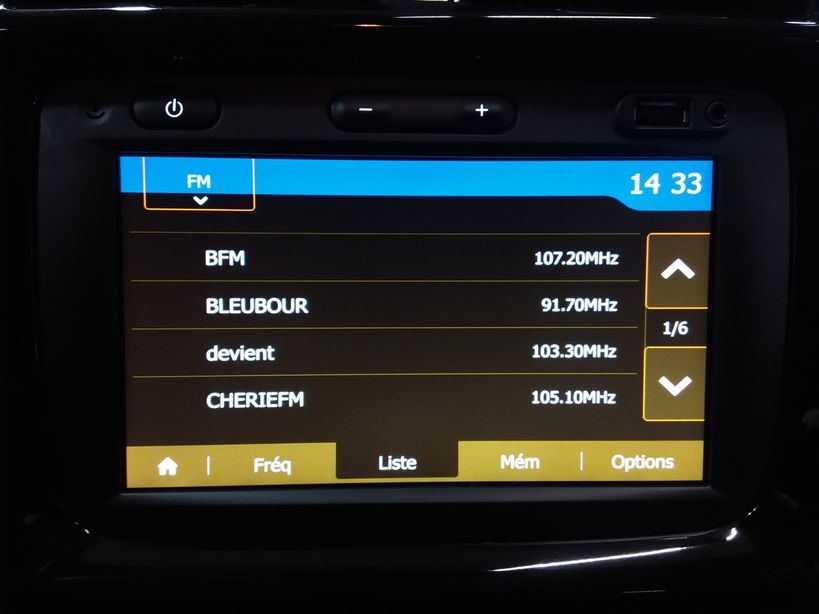 − +
FM 14 33
BFM 107.20MHz
BLEUBOUR 91.70MHz
devient 103.30MHz
1/6
CHERIEFM 105.10MHz
Fréq Liste Mém Options